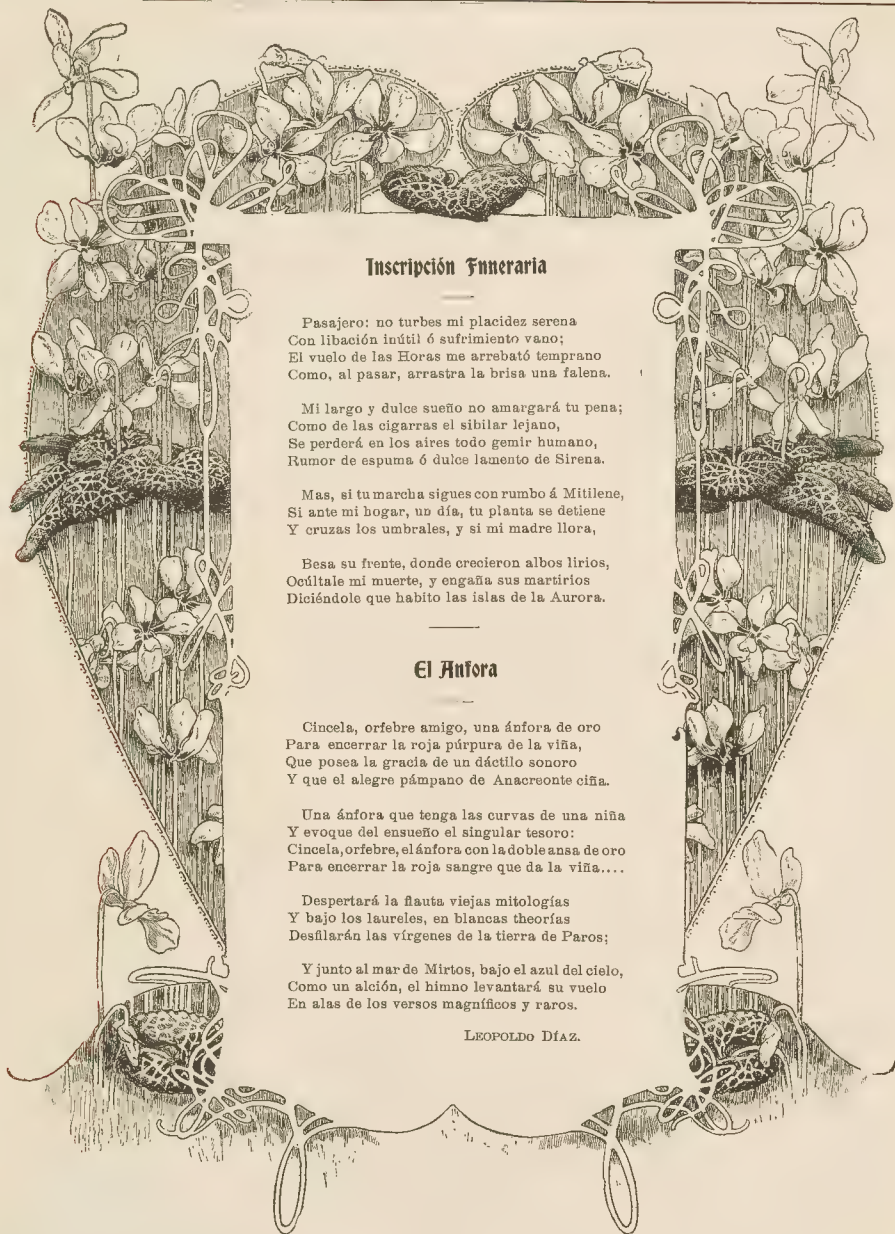 Inscripción Fnneraria
Pasajero: no turbes mi placidez serena
Con libación inútil ó sufrimiento vano;
El vuelo de las Horas me arrebató temprano
Como, al pasar, arrastra la brisa una falena.
Mi largo y dulce sueño no amargará tu pena;
Como de las cigarras el sibilar lejano,
Se perderá en los aires todo gemir humano,
Rumor de espuma ó dulce lamento de Sirena.
Mas, si tu marcha sigues con rumbo á Mitilene,
Si ante mi hogar, un día, tu planta se detiene
Y cruzas los umbrales, y si mi madre llora,
Besa su frente, donde crecieron albos lirios,
Ocúltale mi muerte, y engaña sus martirios
Diciéndole que habito las islas de la Aurora.
El Anfora
Cincela, orfebre amigo, una ánfora de oro
Para encerrar la roja púrpura de la viña,
Que posea la gracia de un dáctilo sonoro
Y que el alegre pámpano de Anacreonte ciña.
Una ánfora que tenga las curvas de una niña
Y evoque del ensueño el singular tesoro:
Cincela, orfebre, el ánfora con la doble ansa de oro
Para encerrar la roja sangre que da la viña....
Despertará la flauta viejas mitologías
Y bajo los laureles, en blancas theorías
Desfilarán las vírgenes de la tierra de Paros;
Y junto al mar de Mirtos, bajo el azul del cielo,
Como un alción, el himno levantará su vuelo
En alas de los versos magníficos y raros.
LEOPOLDO DÍAZ.